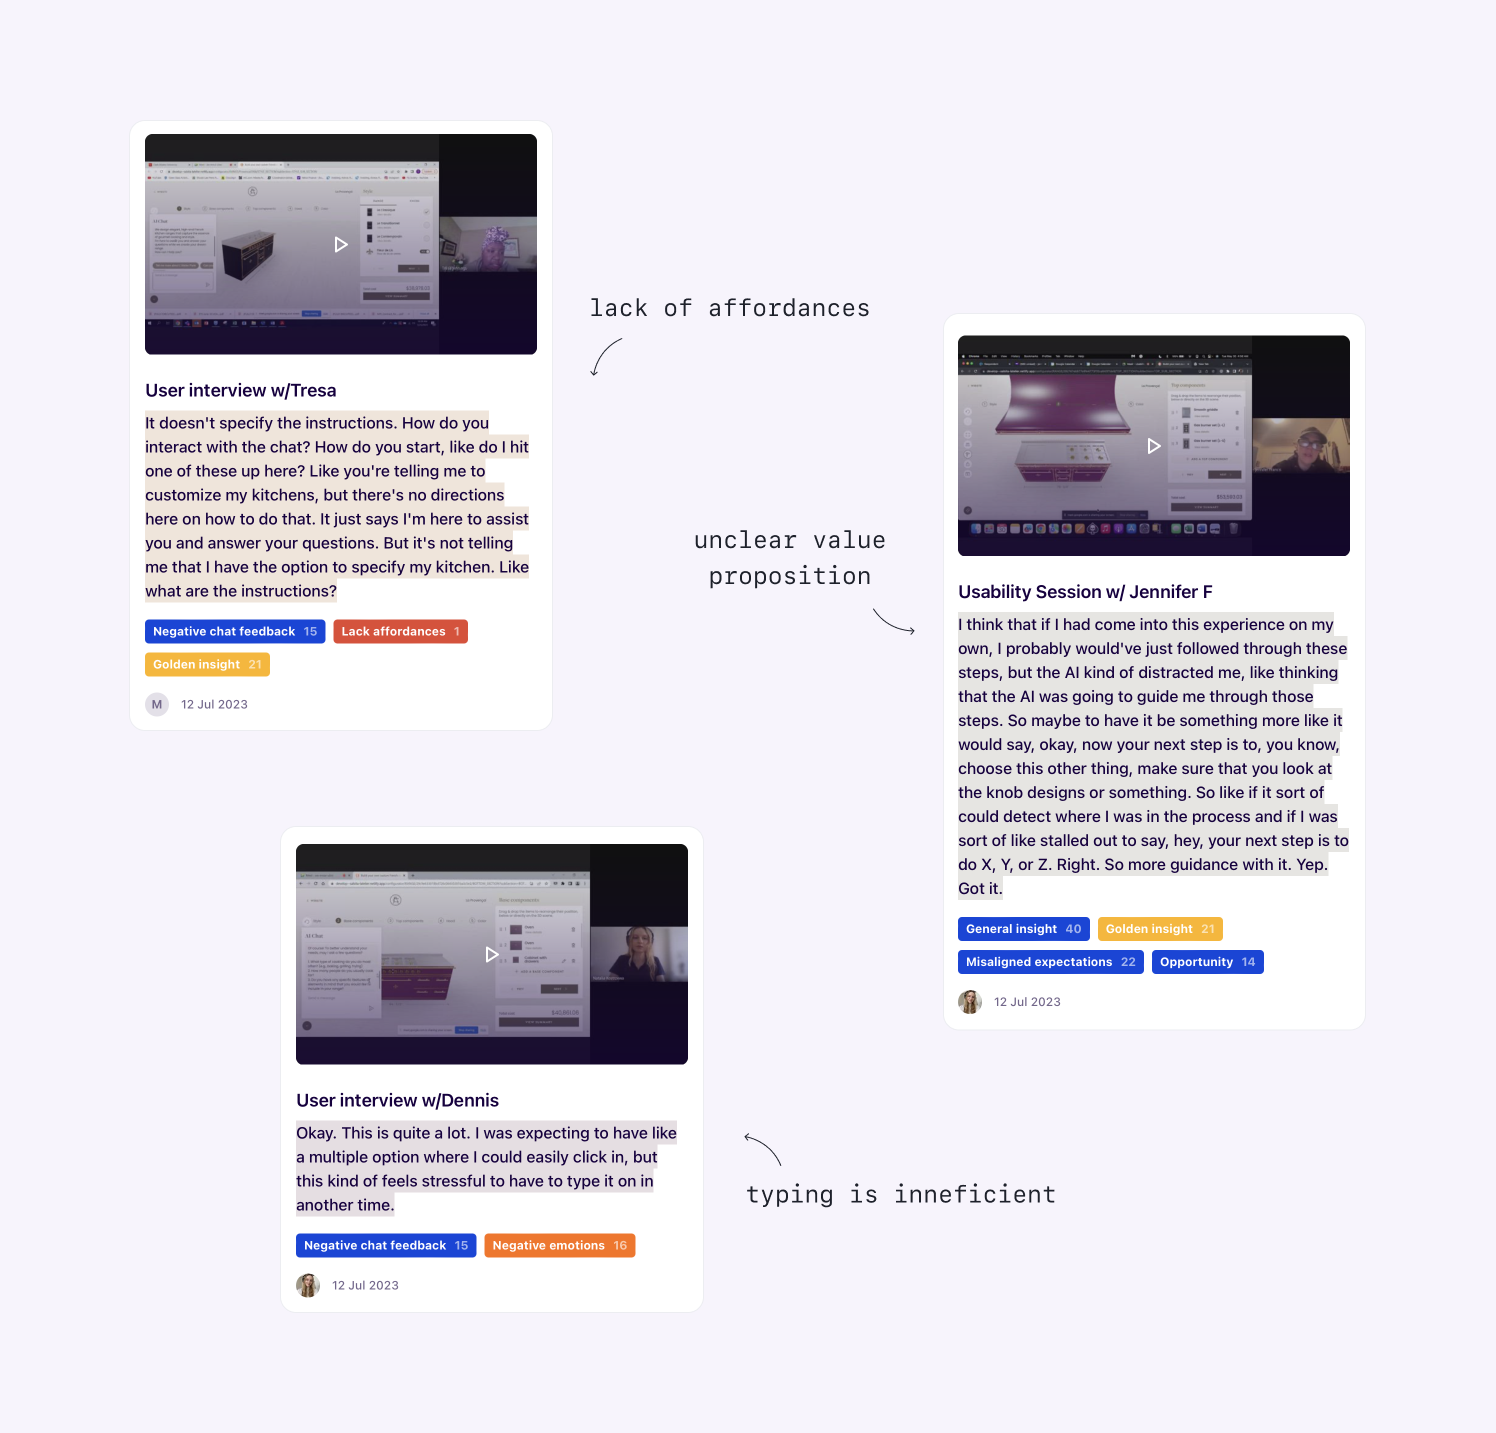 AI Chat
User interview w/Tresa
It doesn't specify the instructions. How do you
interact with the chat? How do you start, like do I hit
one of these up here? Like you're telling me to
customize my kitchens, but there's no directions
here on how to do that. It just says I'm here to assist
you and answer your questions. But it's not telling
me that I have the option to specify my kitchen. Like
what are the instructions?
Negative chat feedback 15 Lack affordances 1
Golden insight 21
M 12 Jul 2023
lack of affordances
unclear value
proposition
Top components
Usability Session w/ Jennifer F
I think that if I had come into this experience on my
own, I probably would've just followed through these
steps, but the AI kind of distracted me, like thinking
that the AI was going to guide me through those
steps. So maybe to have it be something more like it
would say, okay, now your next step is to, you know,
choose this other thing, make sure that you look at
the knob designs or something. So like if it sort of
could detect where I was in the process and if I was
sort of like stalled out to say, hey, your next step is to
do X, Y, or Z. Right. So more guidance with it. Yep.
Got it.
General insight 40 Golden insight 21
Misaligned expectations 22 Opportunity 14
12 Jul 2023
Base components
AI Chat
User interview w/Dennis
Okay. This is quite a lot. I was expecting to have like
a multiple option where I could easily click in, but
this kind of feels stressful to have to type it on in
another time.
Negative chat feedback 15 Negative emotions 16
12 Jul 2023
typing is inneficient